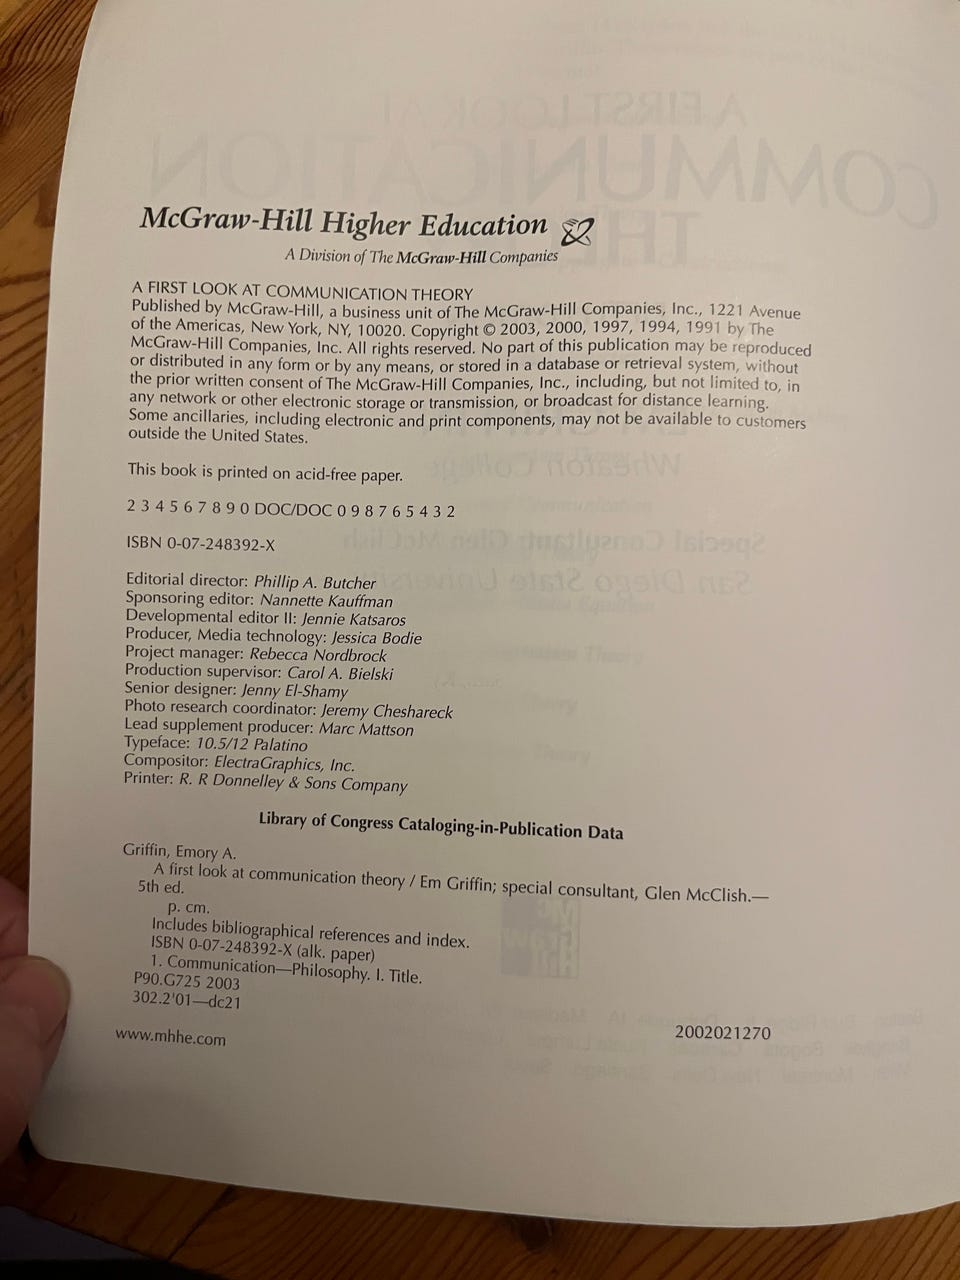 McGraw-Hill Higher Education
A Division of The McGraw-Hill Companies
A FIRST LOOK AT COMMUNICATION THEORY
Published by McGraw-Hill, a business unit of The McGraw-Hill Companies, Inc., 1221 Avenue
of the Americas, New York, NY, 10020. Copyright © 2003, 2000, 1997, 1994, 1991 by The
McGraw-Hill Companies, Inc. All rights reserved. No part of this publication may be reproduced
or distributed in any form or by any means, or stored in a database or retrieval system, without
the prior written consent of The McGraw-Hill Companies, Inc., including, but not limited to, in
any network or other electronic storage or transmission, or broadcast for distance learning.
Some ancillaries, including electronic and print components, may not be available to customers
outside the United States.
This book is printed on acid-free paper.
2 3 4 5 6 7 8 9 0 DOC/DOC 0 9 8 7 6 5 4 3 2
ISBN 0-07-248392-X
Editorial director: Phillip A. Butcher
Sponsoring editor: Nannette Kauffman
Developmental editor II: Jennie Katsaros
Producer, Media technology: Jessica Bodie
Project manager: Rebecca Nordbrock
Production supervisor: Carol A. Bielski
Senior designer: Jenny El-Shamy
Photo research coordinator: Jeremy Cheshareck
Lead supplement producer: Marc Mattson
Typeface: 10.5/12 Palatino
Compositor: ElectraGraphics, Inc.
Printer: R. R Donnelley & Sons Company
Library of Congress Cataloging-in-Publication Data
Griffin, Emory A.
A first look at communication theory / Em Griffin; special consultant, Glen McClish.—
5th ed.
p. cm.
Includes bibliographical references and index.
ISBN 0-07-248392-X (alk. paper)
1. Communication—Philosophy. I. Title.
P90.G725 2003
302.2'01—dc21
www.mhhe.com 2002021270